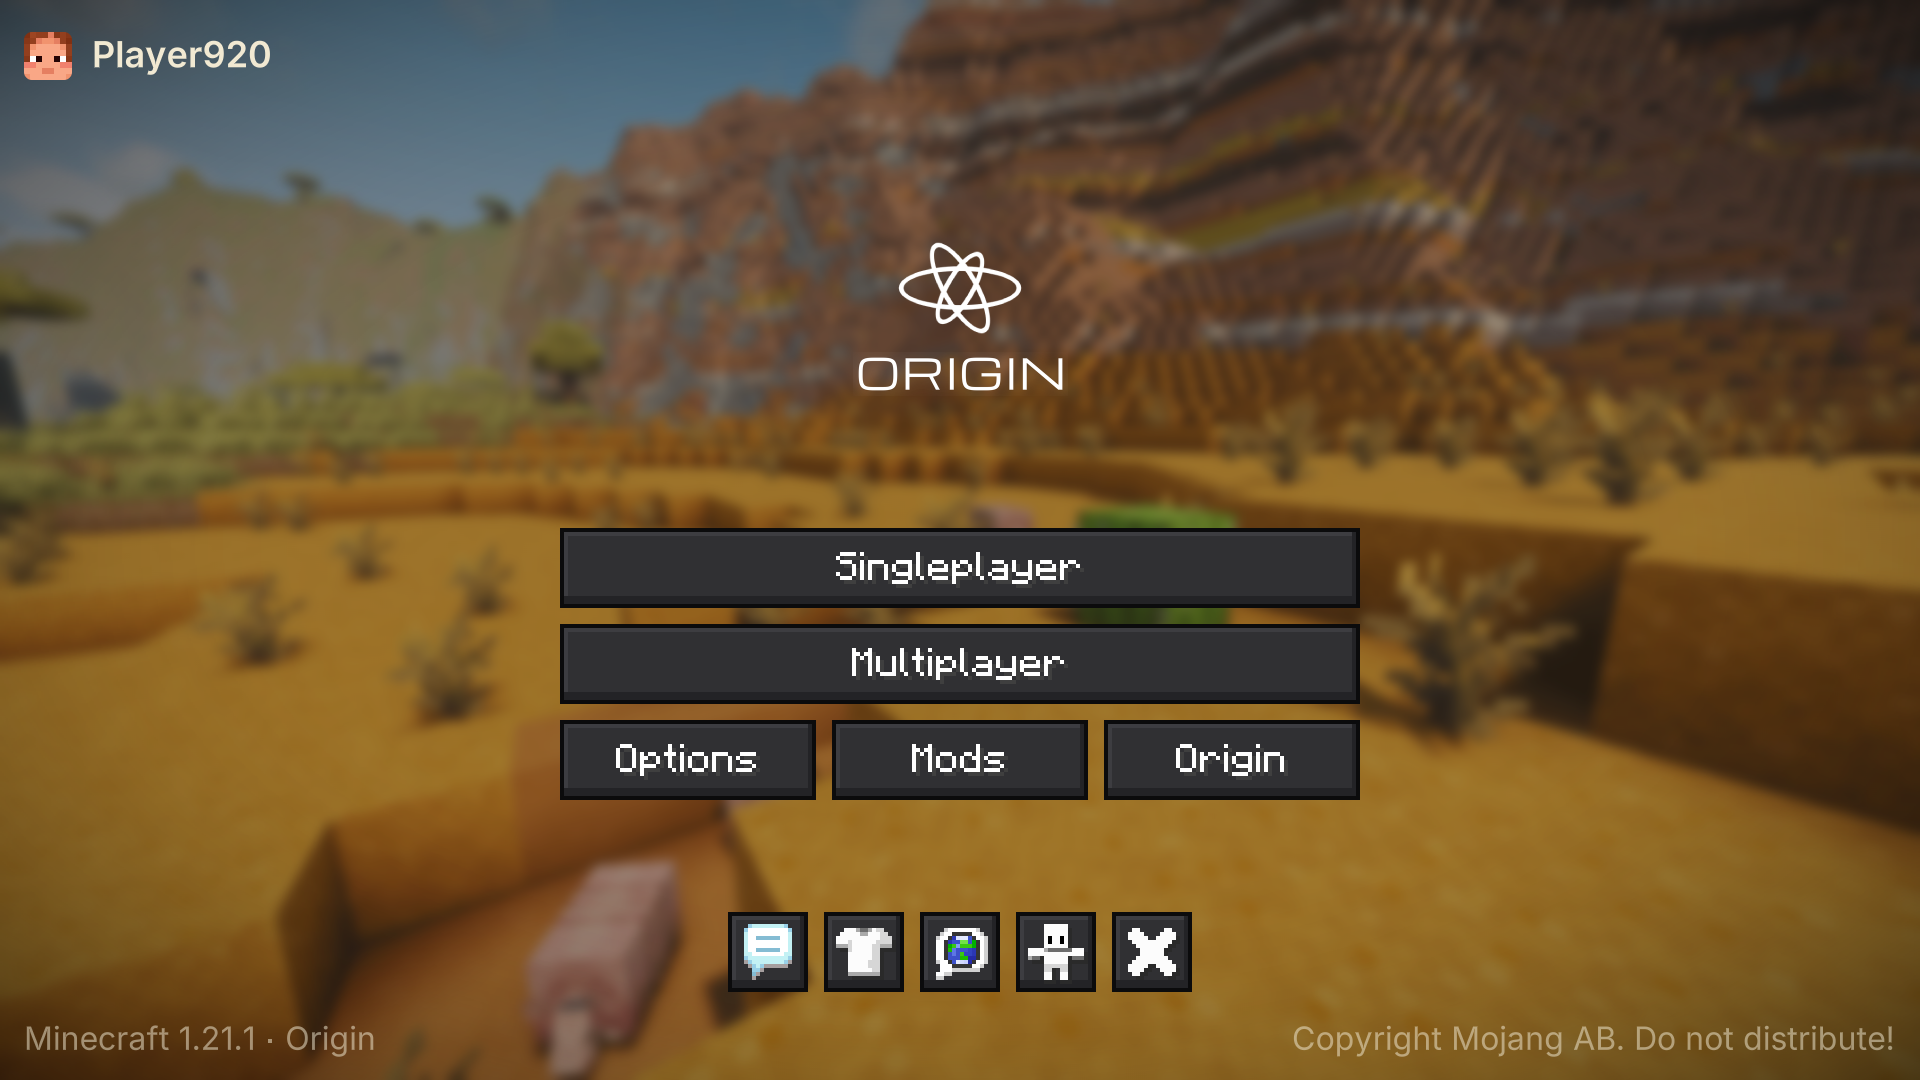 Player920
ORIGIN
Singleplayer
Multiplayer
Options
Mods
Origin
Minecraft 1.21.1 · Origin
Copyright Mojang AB. Do not distribute!